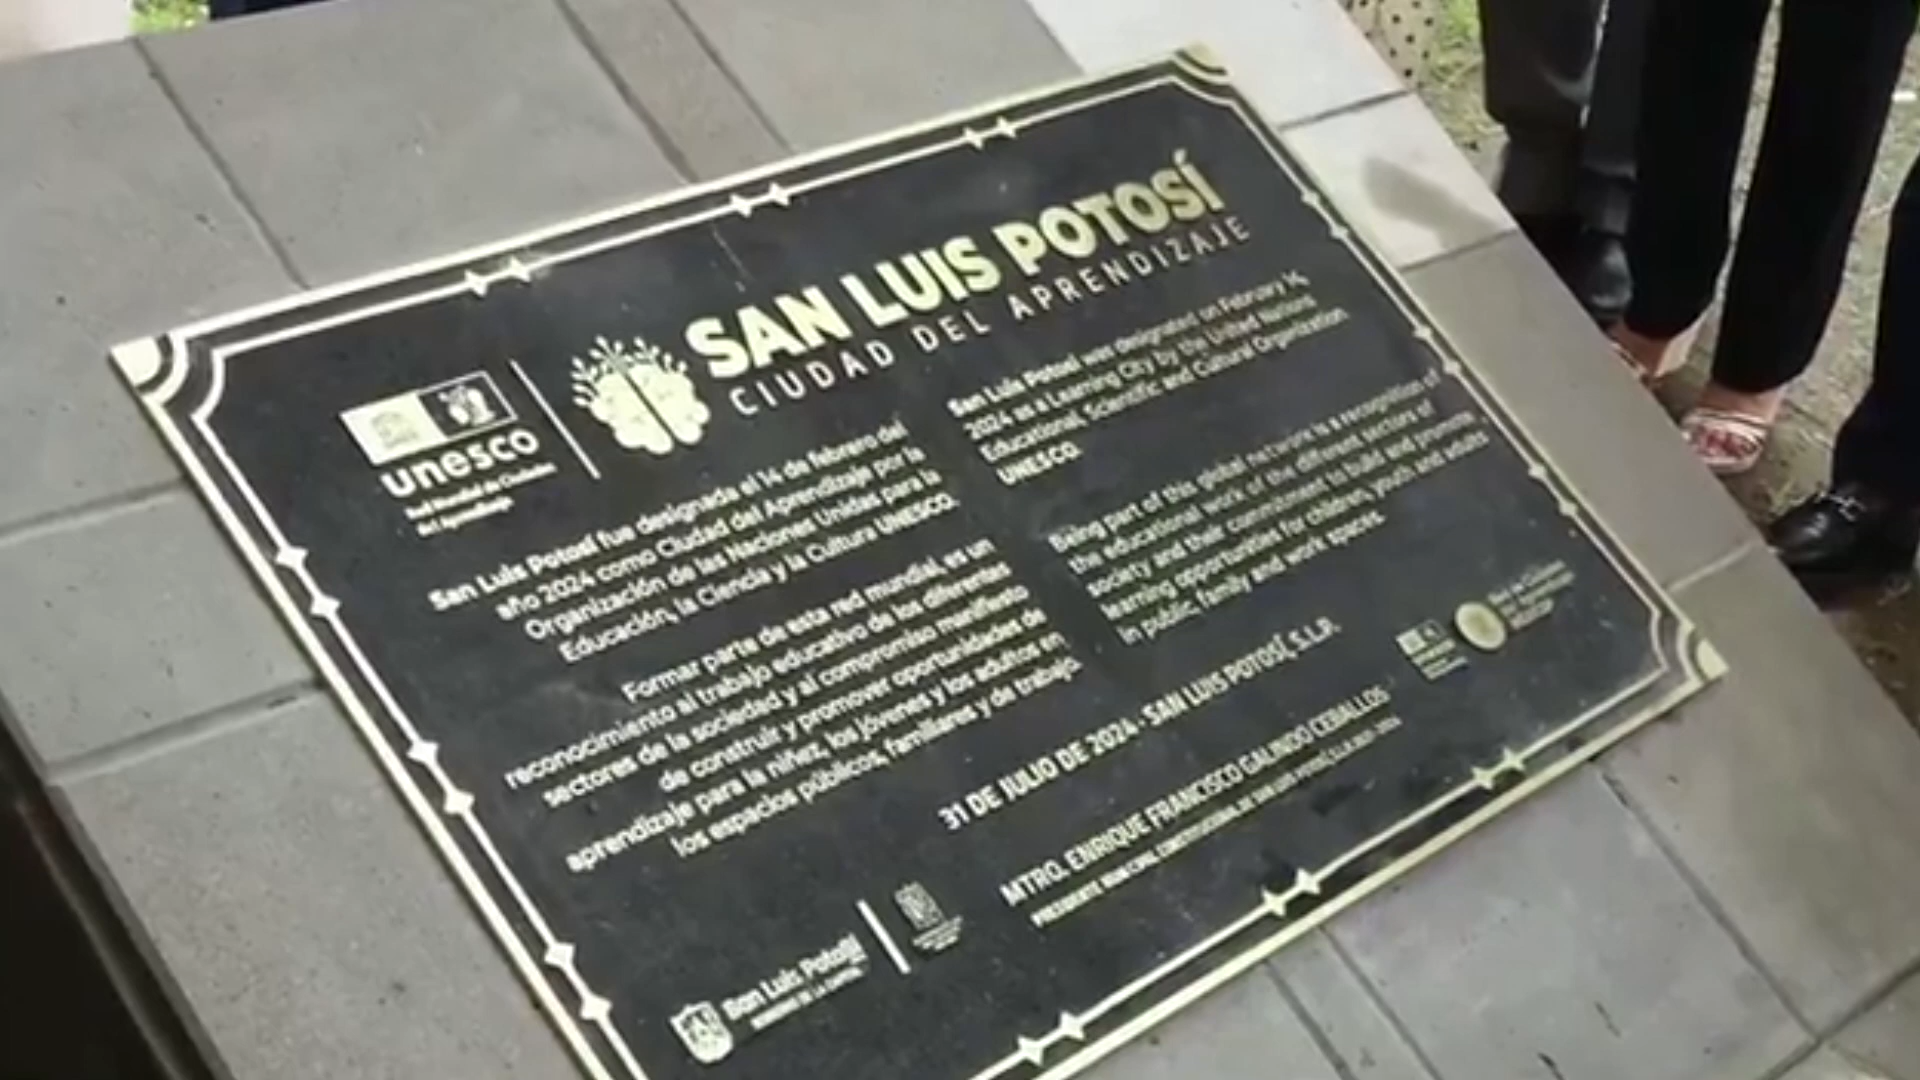 SAN LUIS POTOSÍ
CIUDAD DEL APRENDIZAJE
unesco
Red Mundial de Ciudades
del Aprendizaje
San Luis Potosí fue designada el 14 de febrero del
año 2024 como Ciudad del Aprendizaje por la
Organización de las Naciones Unidas para la
Educación, la Ciencia y la Cultura UNESCO.
Formar parte de esta red mundial, es un
reconocimiento al trabajo educativo de los diferentes
sectores de la sociedad y al compromiso manifiesto
de construir y promover oportunidades de
aprendizaje para la niñez, los jóvenes y los adultos en
los espacios públicos, familiares y de trabajo.
San Luis Potosí was designated on February 14,
2024 as a Learning City by the United Nations
Educational, Scientific and Cultural Organization
UNESCO.
Being part of this global network is a recognition of
the educational work of the different sectors of
society and their commitment to build and promote
learning opportunities for children, youth and adults
in public, family and work spaces.
31 DE JULIO DE 2024 - SAN LUIS POTOSÍ, S.L.P.
MTRO. ENRIQUE FRANCISCO GALINDO CEBALLOS
PRESIDENTE MUNICIPAL CONSTITUCIONAL DE SAN LUIS POTOSÍ, S.L.P. 2021 - 2024
San Luis Potosí